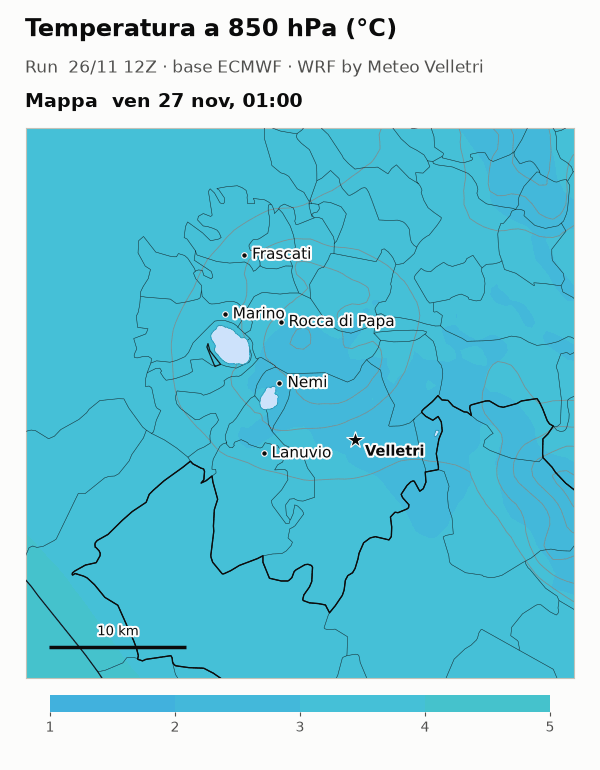 Temperatura a 850 hPa (°C)
Run  26/11 12Z · base ECMWF · WRF by Meteo Velletri
Mappa  ven 27 nov, 01:00
Frascati
Marino
Rocca di Papa
Nemi
Velletri
Lanuvio
10 km
1 2 3 4 5